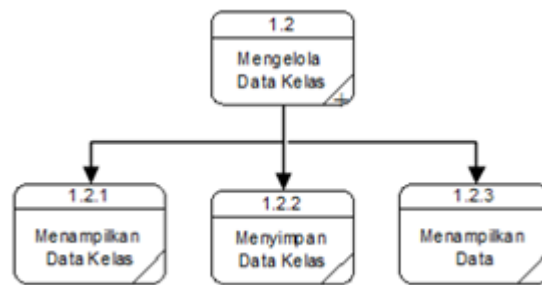 1.2
Mengelola
Data Kelas
1.2.1
Menampilkan
Data Kelas
1.2.2
Menyimpan
Data Kelas
1.2.3
Menampilkan
Data